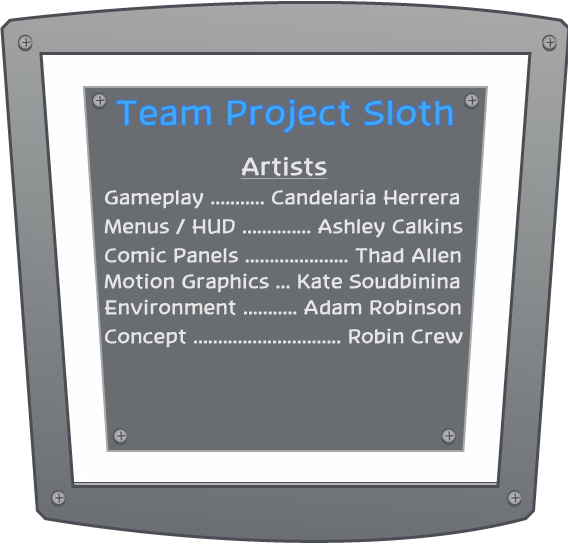 Team Project Sloth
Artists
Gameplay ........... Candelaria Herrera
Menus / HUD .............. Ashley Calkins
Comic Panels ..................... Thad Allen
Motion Graphics ... Kate Soudbinina
Environment ........... Adam Robinson
Concept .............................. Robin Crew